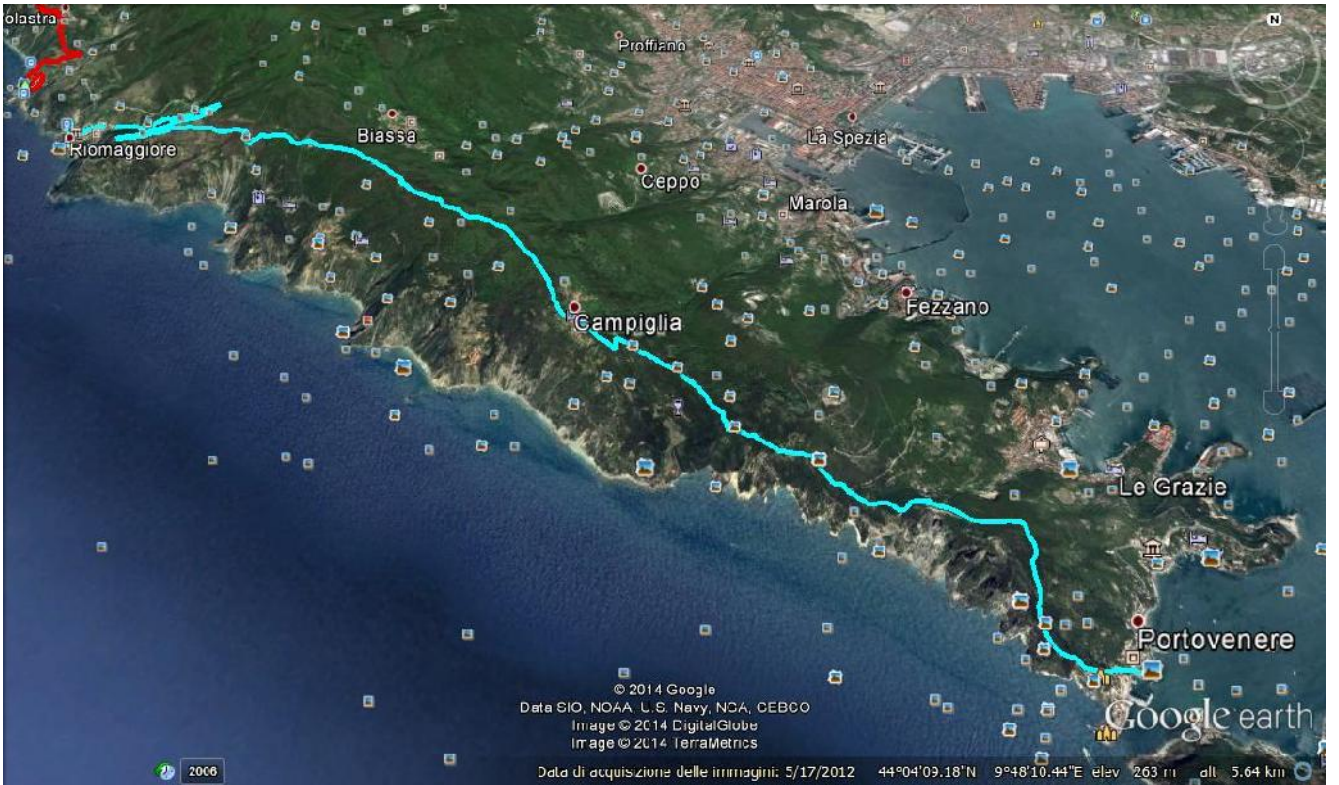 olastra
N
Proffiano
Biassa
La Spezia
Riomaggiore
Ceppo
Marola
Fezzano
Campiglia
Le Grazie
Portovenere
© 2014 Google
Data SIO, NOAA, U.S. Navy, NGA, GEBCO
Image © 2014 DigitalGlobe
Image © 2014 TerraMetrics
Google earth
2006
Data di acquisizione delle immagini: 5/17/2012 44°04'09.18"N 9°48'10.44"E elev 263 m alt 5.64 km